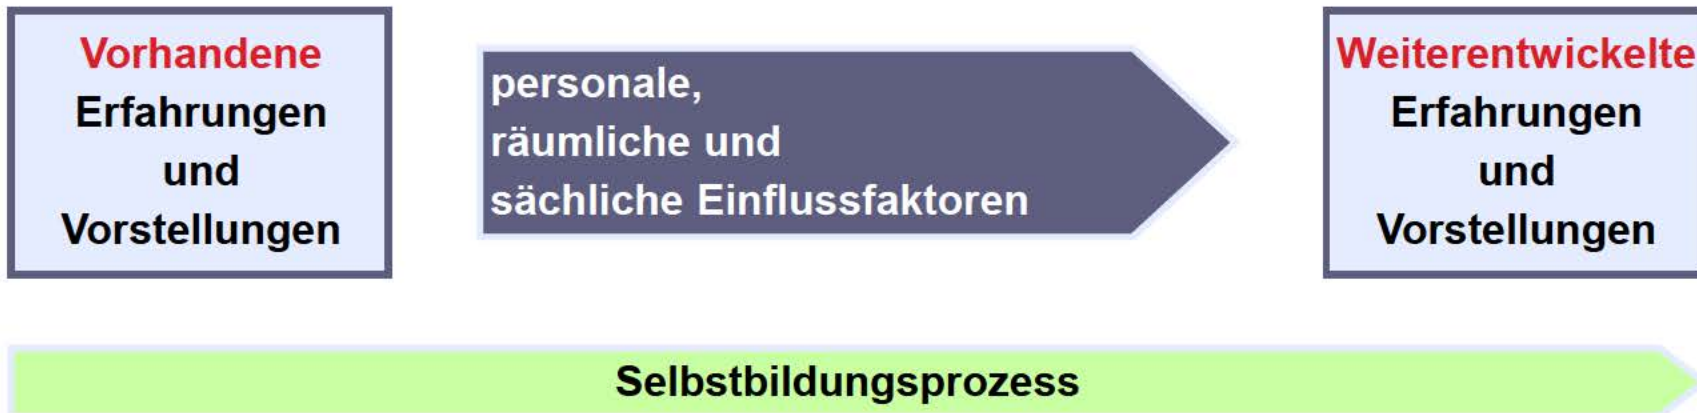 Vorhandene
Erfahrungen
und
Vorstellungen
personale,
räumliche und
sächliche Einflussfaktoren
Weiterentwickelte
Erfahrungen
und
Vorstellungen
Selbstbildungsprozess